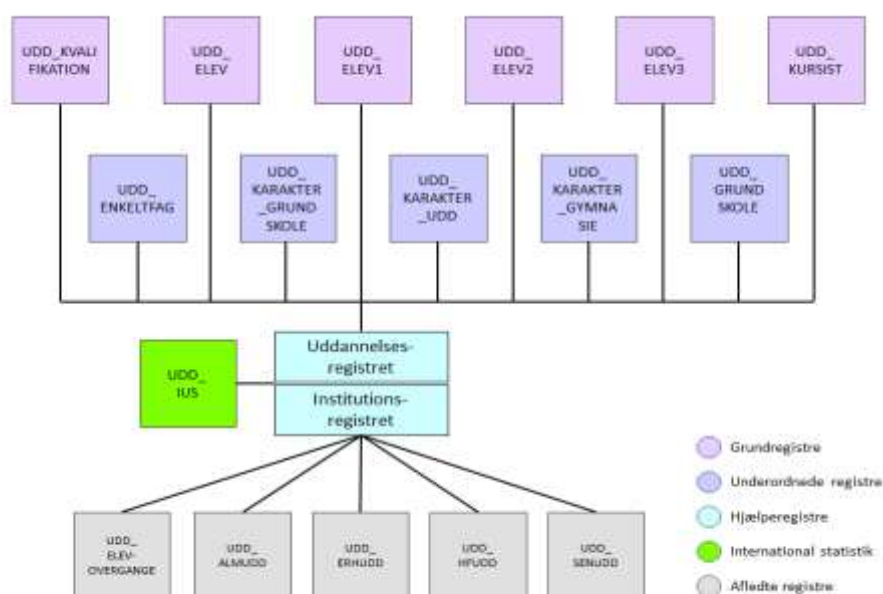 UDD_KVALI
FIKATION
UDD_
ELEV
UDD_
ELEV1
UDD_
ELEV2
UDD_
ELEV3
UDD_
KURSIST
UDD_
ENKELTFAG
UDD_
KARAKTER
_GRUND
SKOLE
UDD_
KARAKTER
_UDD
UDD_
KARAKTER
_GYMNA
SIE
UDD_
GRUND
SKOLE
Uddannelses-
registret
Institutions-
registret
UDD_
IUS
UDD_
ELEV-
OVERGANGE
UDD_
ALMUDD
UDD_
ERHUDD
UDD_
HFUDD
UDD_
SENUDD
Grundregistre
Underordnede registre
Hjælperegistre
International statistik
Afledte registre